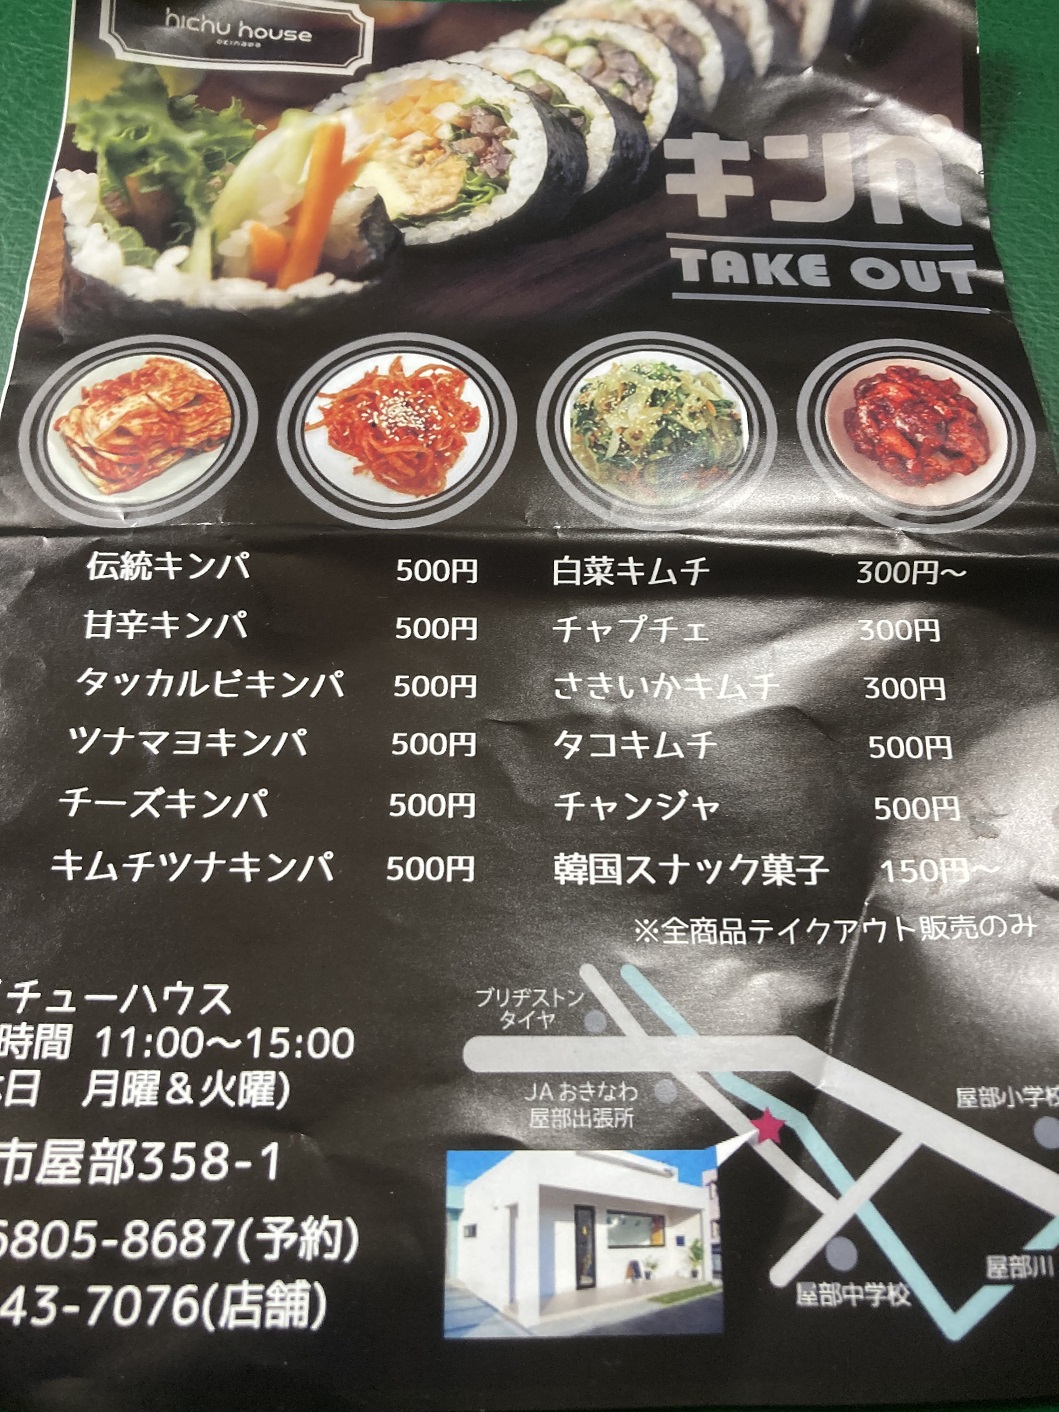 hichu house
okinawa
キンパ
TAKE OUT
伝統キンパ 500円
甘辛キンパ 500円
タッカルビキンパ 500円
ツナマヨキンパ 500円
チーズキンパ 500円
キムチツナキンパ 500円
白菜キムチ 300円～
チャプチェ 300円
さきいかキムチ 300円
タコキムチ 500円
チャンジャ 500円
韓国スナック菓子 150円～
※全商品テイクアウト販売のみ
チューハウス
時間 11:00～15:00
日 月曜＆火曜)
市屋部358-1
6805-8687(予約)
43-7076(店舗)
ブリヂストン
タイヤ
JAおきなわ
屋部出張所
屋部小学校
屋部中学校
屋部川